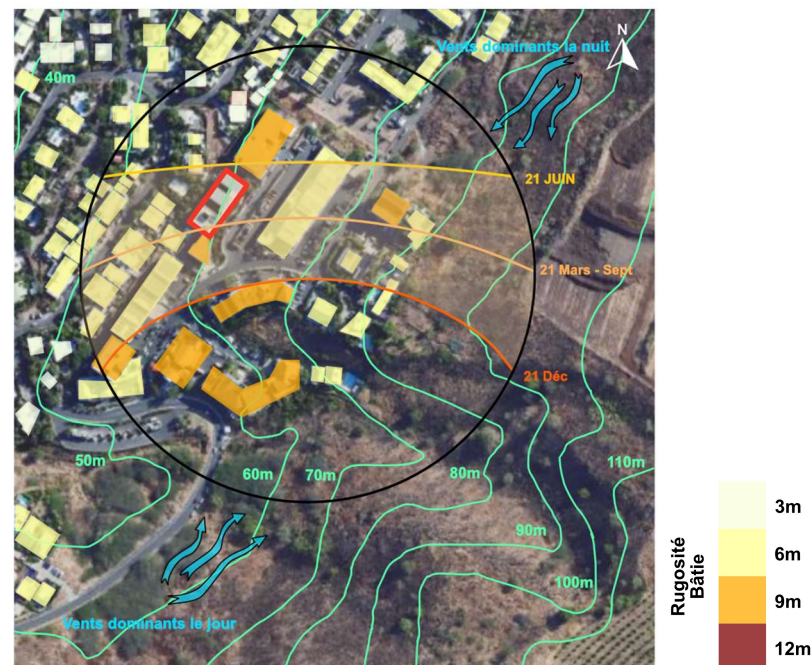 N
Vents dominants la nuit
40m
21 JUIN
21 Mars - Sept
21 Déc
50m
60m
70m
80m
110m
90m
100m
Vents dominants le jour
Rugosité
Bâtie
3m
6m
9m
12m